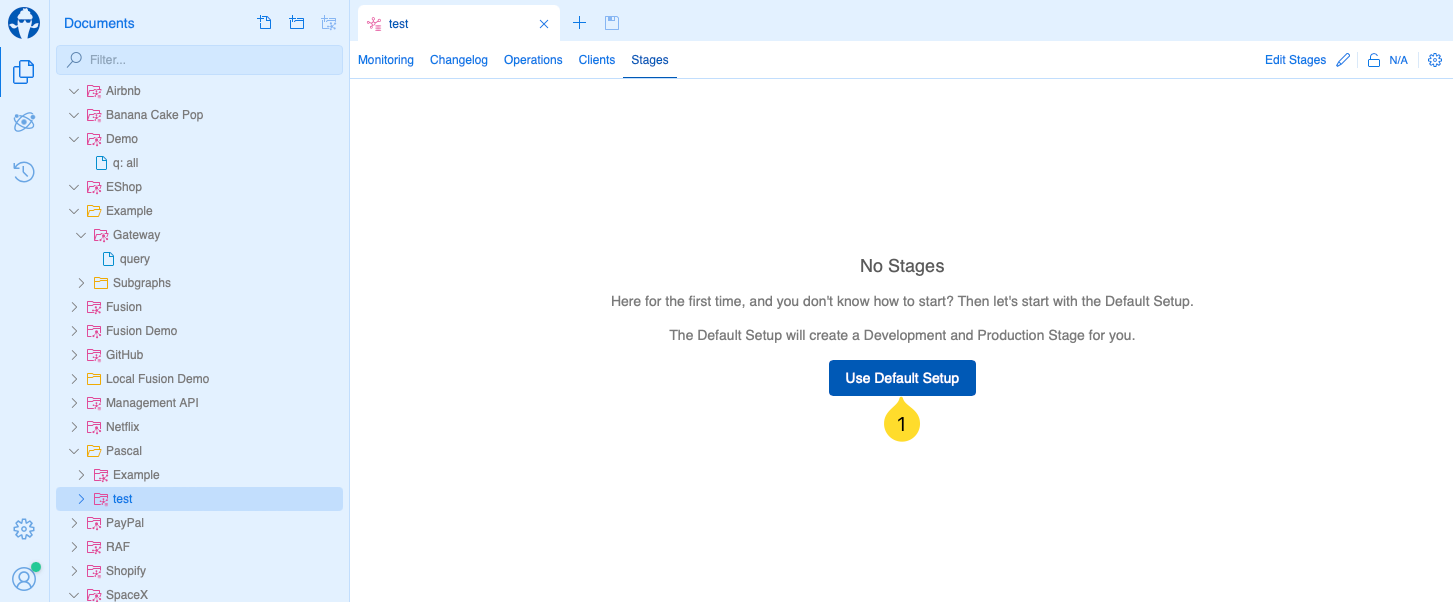 Documents
Filter...
Airbnb
Banana Cake Pop
Demo
q: all
EShop
Example
Gateway
query
Subgraphs
Fusion
Fusion Demo
GitHub
Local Fusion Demo
Management API
Netflix
Pascal
Example
test
PayPal
RAF
Shopify
SpaceX
test
Monitoring Changelog Operations Clients Stages
Edit Stages N/A
No Stages
Here for the first time, and you don't know how to start? Then let's start with the Default Setup.
The Default Setup will create a Development and Production Stage for you.
Use Default Setup
1